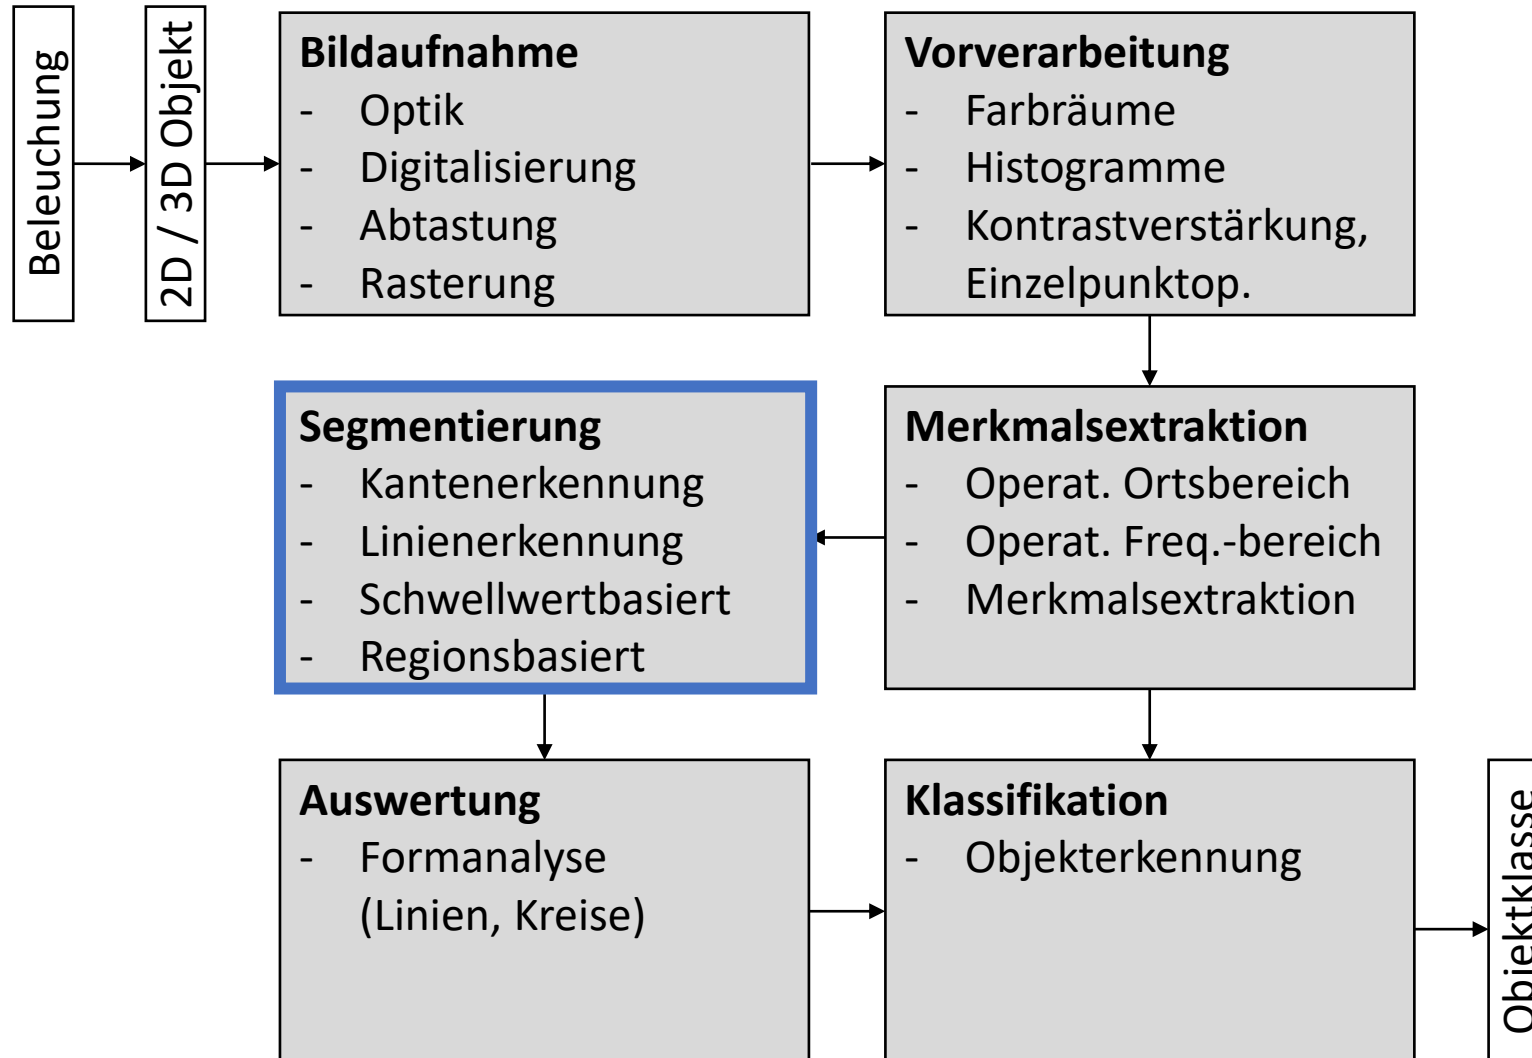 Beleuchung
2D / 3D Objekt
Bildaufnahme
- Optik
- Digitalisierung
- Abtastung
- Rasterung
Vorverarbeitung
- Farbräume
- Histogramme
- Kontrastverstärkung,
Einzelpunktop.
Segmentierung
- Kantenerkennung
- Linienerkennung
- Schwellwertbasiert
- Regionsbasiert
Merkmalsextraktion
- Operat. Ortsbereich
- Operat. Freq.-bereich
- Merkmalsextraktion
Auswertung
- Formanalyse
(Linien, Kreise)
Klassifikation
- Objekterkennung
Objektklasse